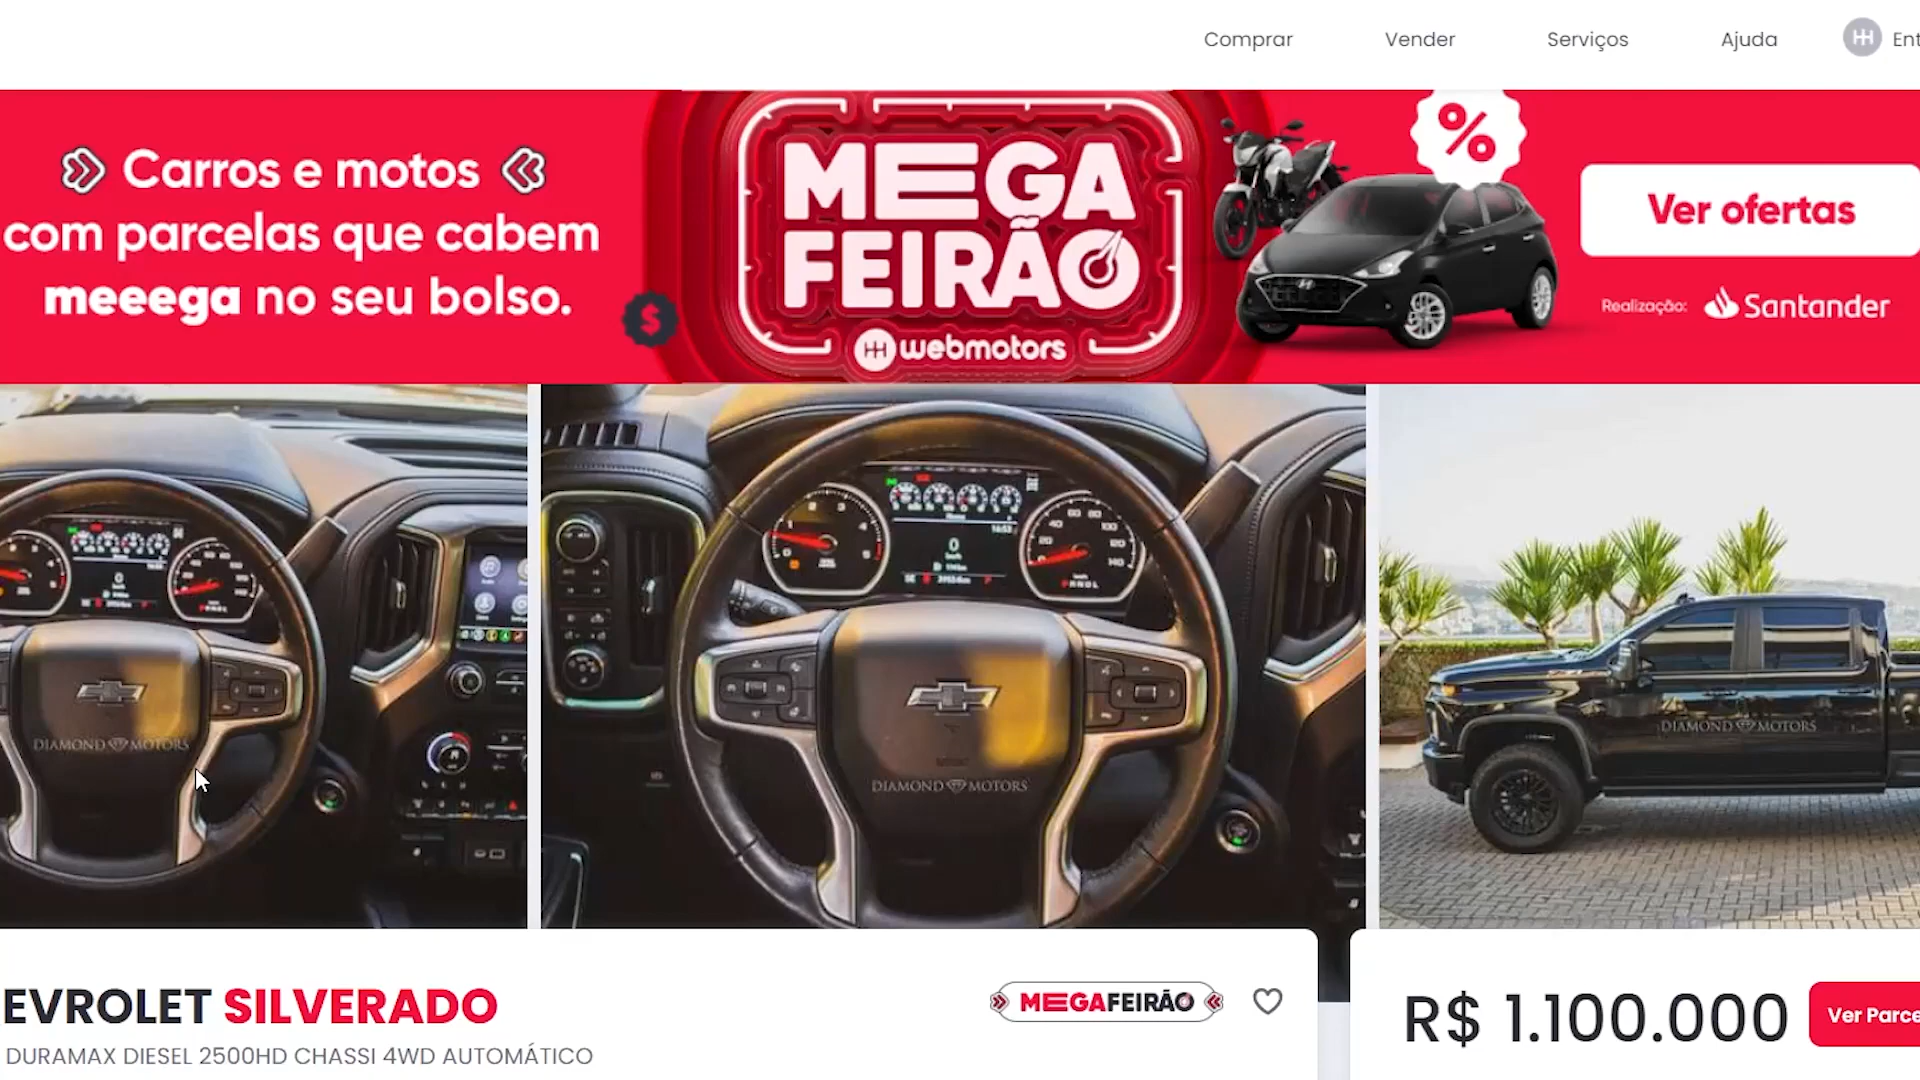 Comprar
Vender
Serviços
Ajuda
Ent
Carros e motos
com parcelas que cabem
meeega no seu bolso.
$
MEGA
FEIRÃO
webmotors
%
Ver ofertas
Realização: Santander
DIAMOND MOTORS
DIAMOND MOTORS
DIAMOND MOTORS
EVROLET SILVERADO
DURAMAX DIESEL 2500HD CHASSI 4WD AUTOMÁTICO
MEGAFEIRÃO
R$ 1.100.000
Ver Parce